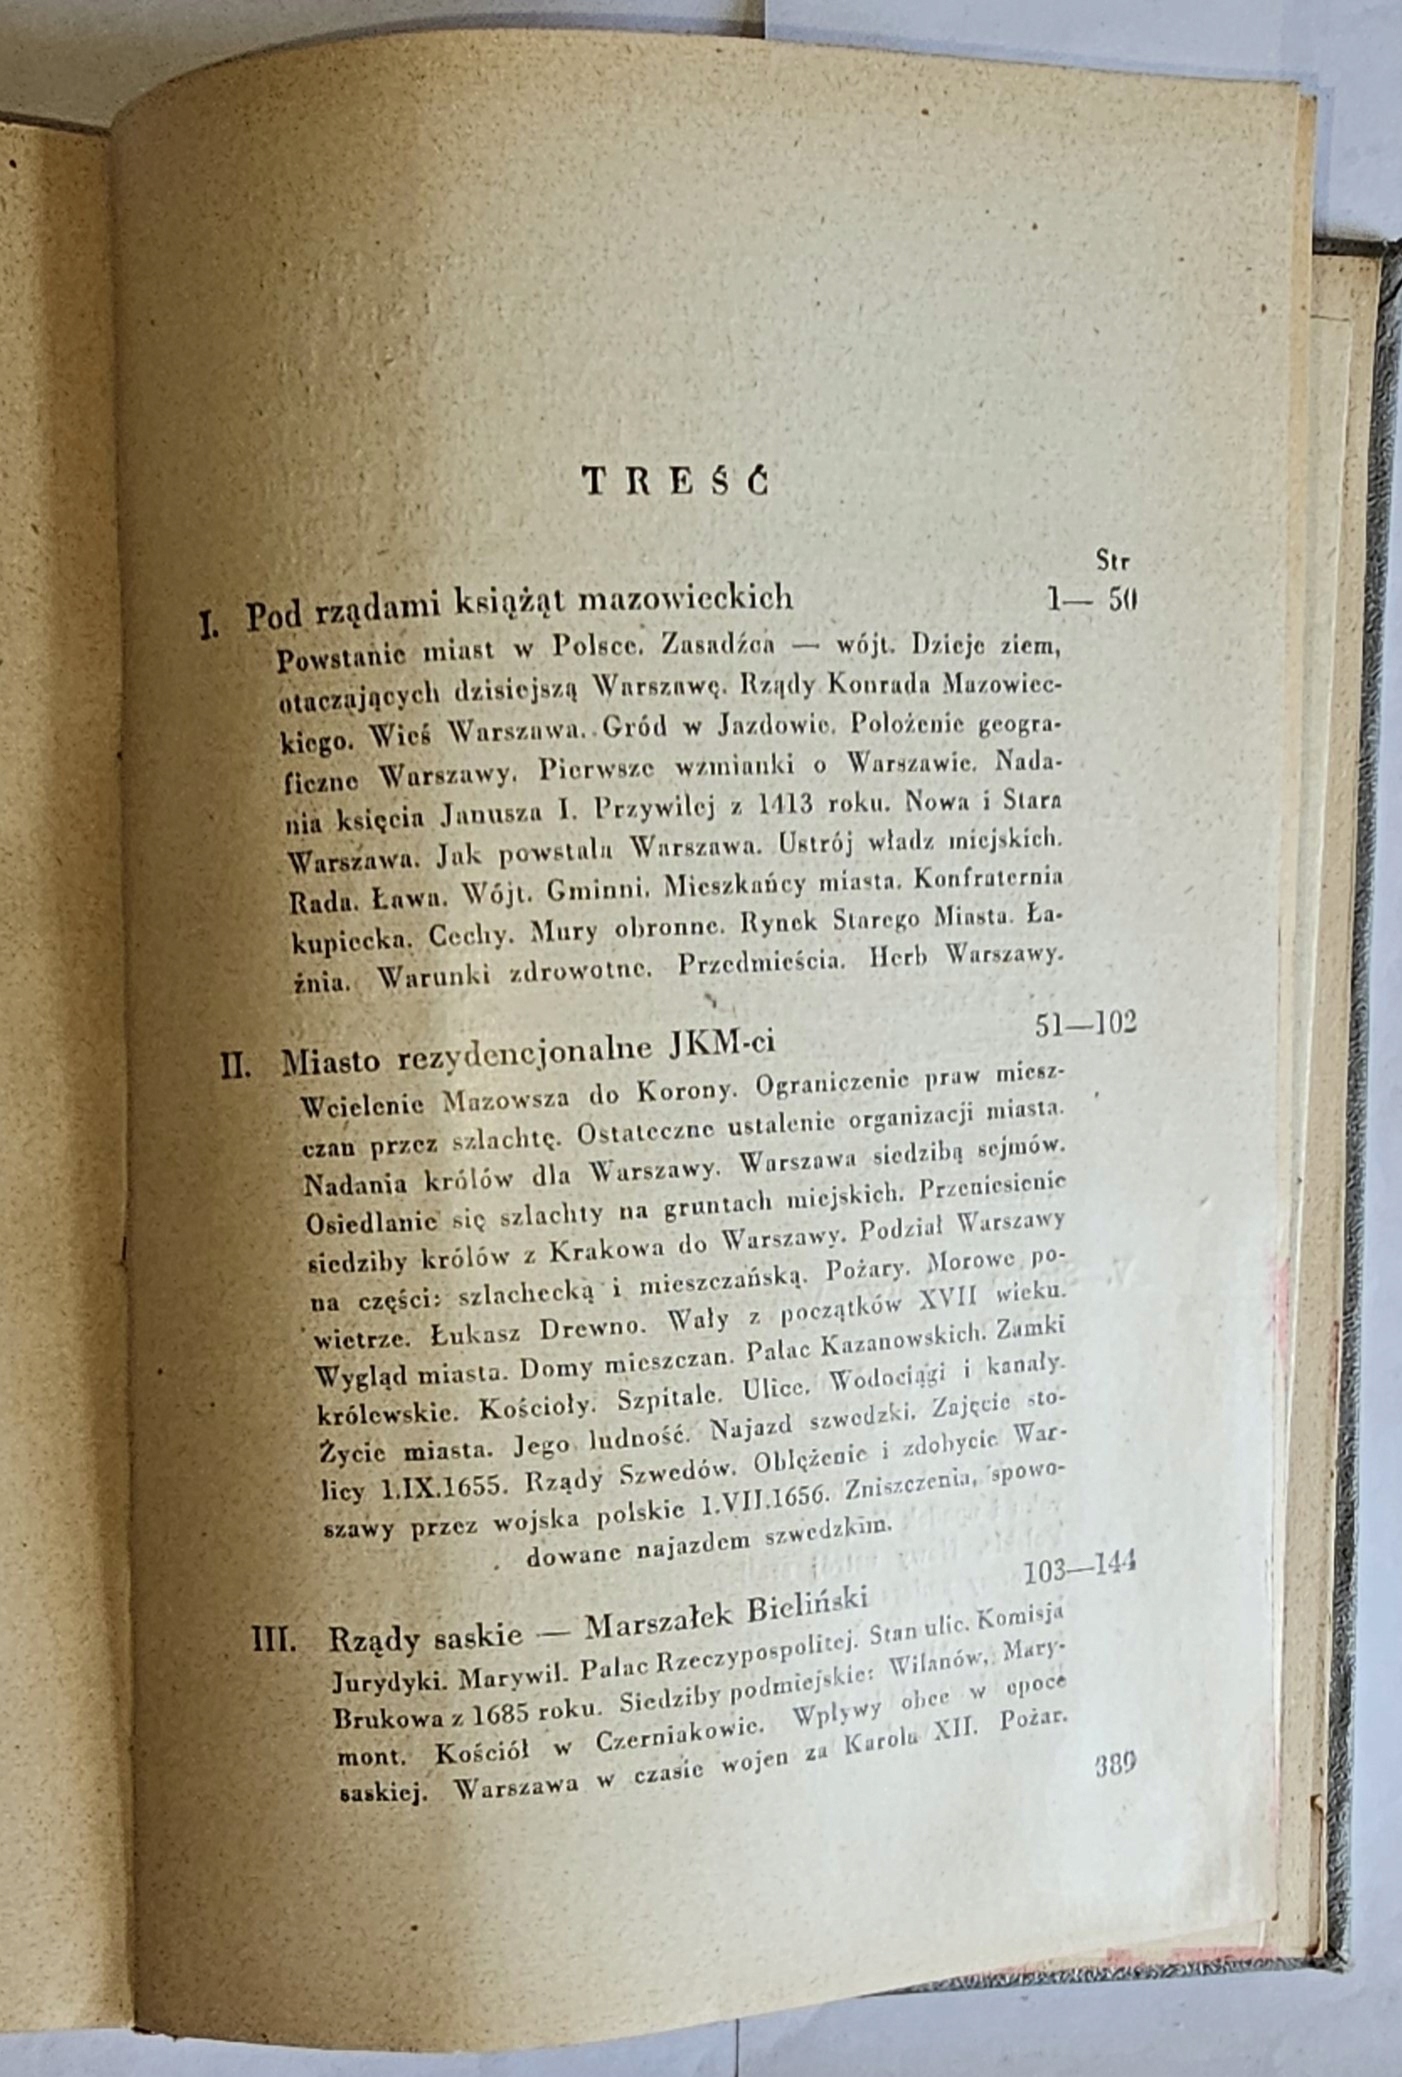 TREŚĆ
Str
I. Pod rządami książąt mazowieckich 1— 50
Powstanie miast w Polsce. Zasadźca — wójt. Dzieje ziem,
otaczających dzisiejszą Warszawę. Rządy Konrada Mazowiec-
kiego. Wieś Warszawa. Gród w Jazdowie. Położenie geogra-
ficzne Warszawy. Pierwsze wzmianki o Warszawie. Nada-
nia księcia Janusza I. Przywilej z 1413 roku. Nowa i Stara
Warszawa. Jak powstała Warszawa. Ustrój władz miejskich.
Rada. Ława. Wójt. Gminni. Mieszkańcy miasta. Konfraternia
kupiecka. Cechy. Mury obronne. Rynek Starego Miasta. Ła-
źnia. Warunki zdrowotne. Przedmieścia. Herb Warszawy.
II. Miasto rezydencjonalne JKM-ci 51—102
Wcielenie Mazowsza do Korony. Ograniczenie praw miesz-
czan przez szlachtę. Ostateczne ustalenie organizacji miasta.
Nadania królów dla Warszawy. Warszawa siedzibą sejmów.
Osiedlanie się szlachty na gruntach miejskich. Przeniesienie
siedziby królów z Krakowa do Warszawy. Podział Warszawy
na części: szlachecką i mieszczańską. Pożary. Morowe po-
wietrze. Łukasz Drewno. Wały z początków XVII wieku.
Wygląd miasta. Domy mieszczan. Pałac Kazanowskich. Zamki
królewskie. Kościoły. Szpitale. Ulice. Wodociągi i kanały.
Życie miasta. Jego ludność. Najazd szwedzki. Zajęcie sto-
licy 1.IX.1655. Rządy Szwedów. Oblężenie i zdobycie War-
szawy przez wojska polskie 1.VII.1656. Zniszczenia, spowo-
dowane najazdem szwedzkim.
III. Rządy saskie — Marszałek Bieliński 103—144
Jurydyki. Marywil. Pałac Rzeczypospolitej. Stan ulic. Komisja
Brukowa z 1685 roku. Siedziby podmiejskie: Wilanów, Mary-
mont. Kościół w Czerniakowie. Wpływy obce w epoce
saskiej. Warszawa w czasie wojen za Karola XII. Pożar.
389